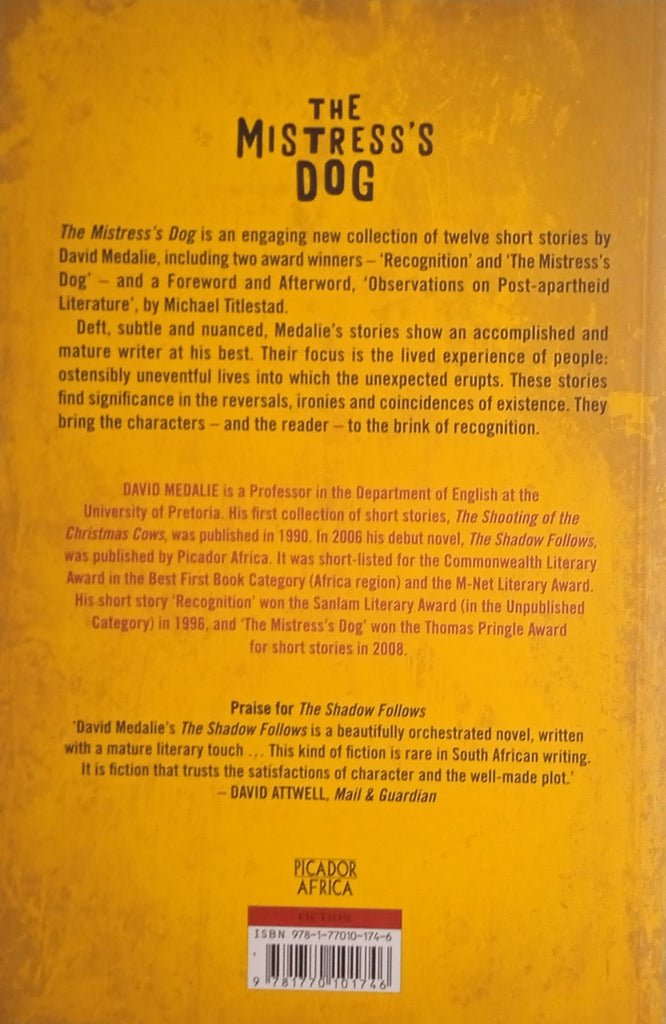 THE
MISTRESS'S
DOG
The Mistress's Dog is an engaging new collection of twelve short stories by
David Medalie, including two award winners – 'Recognition' and 'The Mistress's
Dog' – and a Foreword and Afterword, 'Observations on Post-apartheid
Literature', by Michael Titlestad.
Deft, subtle and nuanced, Medalie's stories show an accomplished and
mature writer at his best. Their focus is the lived experience of people:
ostensibly uneventful lives into which the unexpected erupts. These stories
find significance in the reversals, ironies and coincidences of existence. They
bring the characters – and the reader – to the brink of recognition.
DAVID MEDALIE is a Professor in the Department of English at the
University of Pretoria. His first collection of short stories, The Shooting of the
Christmas Cows, was published in 1990. In 2006 his debut novel, The Shadow Follows,
was published by Picador Africa. It was short-listed for the Commonwealth Literary
Award in the Best First Book Category (Africa region) and the M-Net Literary Award.
His short story 'Recognition' won the Sanlam Literary Award (in the Unpublished
Category) in 1996, and 'The Mistress's Dog' won the Thomas Pringle Award
for short stories in 2008.
Praise for The Shadow Follows
'David Medalie's The Shadow Follows is a beautifully orchestrated novel, written
with a mature literary touch ... This kind of fiction is rare in South African writing.
It is fiction that trusts the satisfactions of character and the well-made plot.'
– DAVID ATTWELL, Mail & Guardian
PICADOR
AFRICA
FICTION
ISBN 978-1-77010-174-6
9 781770 101746